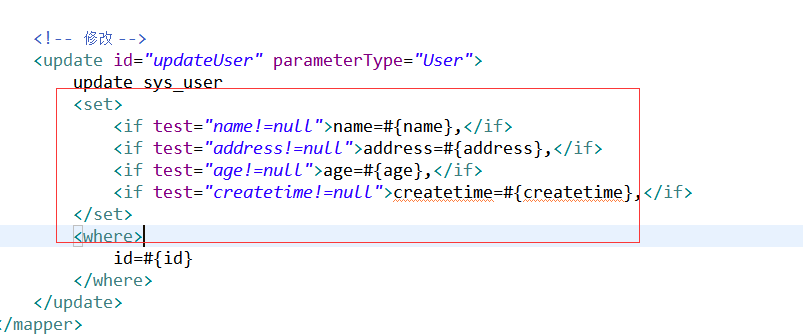 <!-- 修改 -->
<update id="updateUser" parameterType="User">
update sys_user
<set>
<if test="name!=null">name=#{name},</if>
<if test="address!=null">address=#{address},</if>
<if test="age!=null">age=#{age},</if>
<if test="createtime!=null">createtime=#{createtime},</if>
</set>
<where>
id=#{id}
</where>
</update>
</mapper>